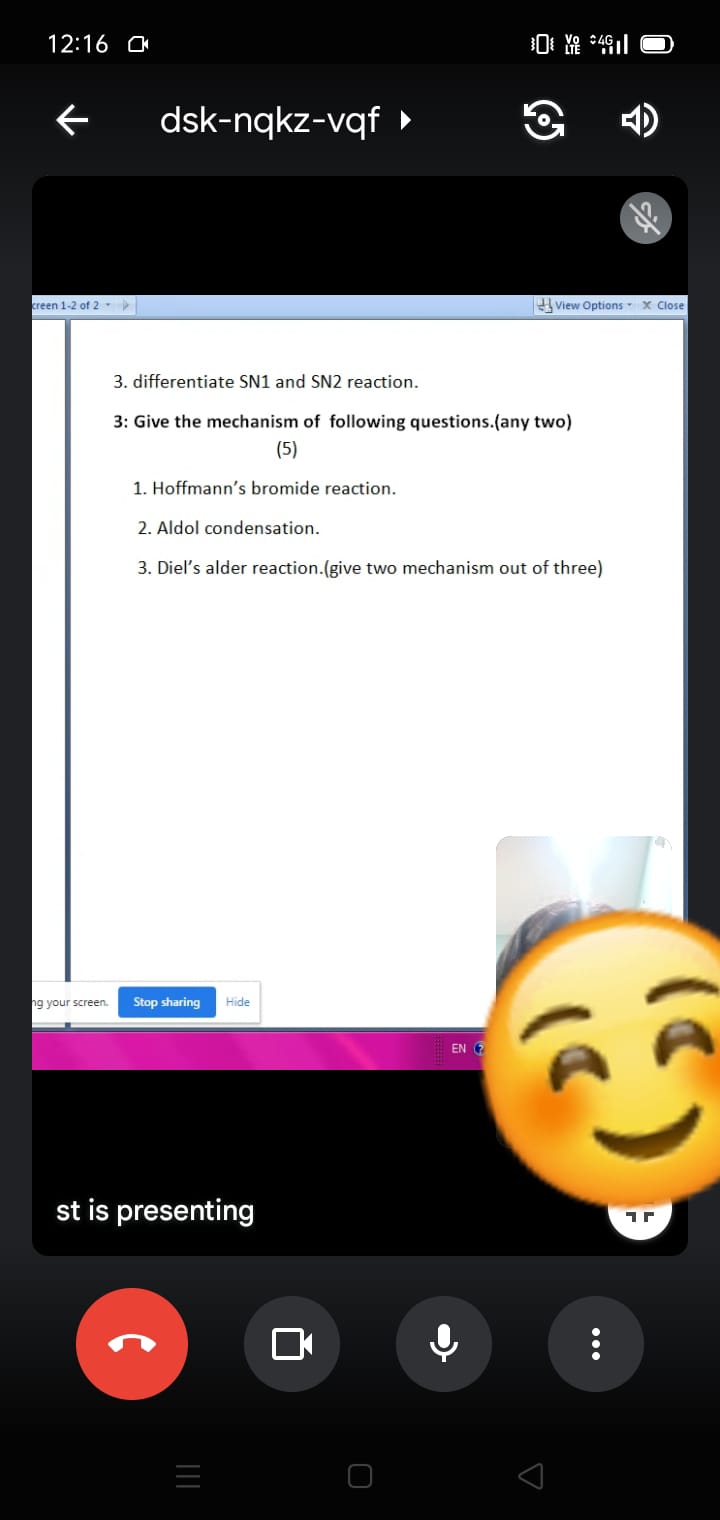 12:16
Vo LTE 4G
dsk-nqkz-vqf
creen 1-2 of 2
View Options
X Close
3. differentiate SN1 and SN2 reaction.
3: Give the mechanism of following questions.(any two)
(5)
1. Hoffmann's bromide reaction.
2. Aldol condensation.
3. Diel's alder reaction.(give two mechanism out of three)
ng your screen.
Stop sharing
Hide
EN
?
st is presenting